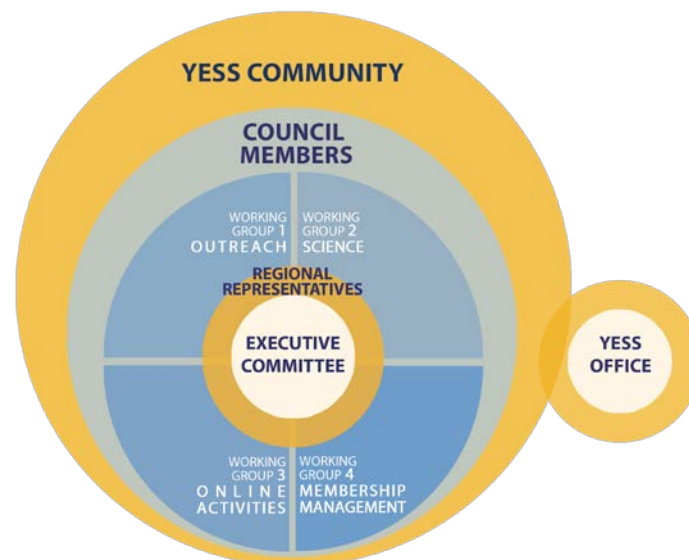 YESS COMMUNITY
COUNCIL
MEMBERS
WORKING
GROUP 1
OUTREACH
WORKING
GROUP 2
SCIENCE
REGIONAL
REPRESENTATIVES
EXECUTIVE
COMMITTEE
YESS
OFFICE
WORKING
GROUP 3
ONLINE
ACTIVITIES
WORKING
GROUP 4
MEMBERSHIP
MANAGEMENT